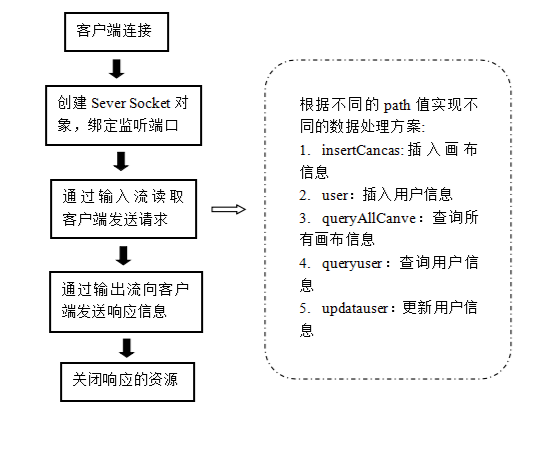 客户端连接
创建 Sever Socket 对
象，绑定监听端口
通过输入流读取
客户端发送请求
通过输出流向客户
端发送响应信息
关闭响应的资源
根据不同的 path 值实现不
同的数据处理方案:
1. insertCancas:插入画布
信息
2. user：插入用户信息
3. queryAllCanve：查询所
有画布信息
4. queryuser：查询用户信
息
5. updatauser：更新用户信
息